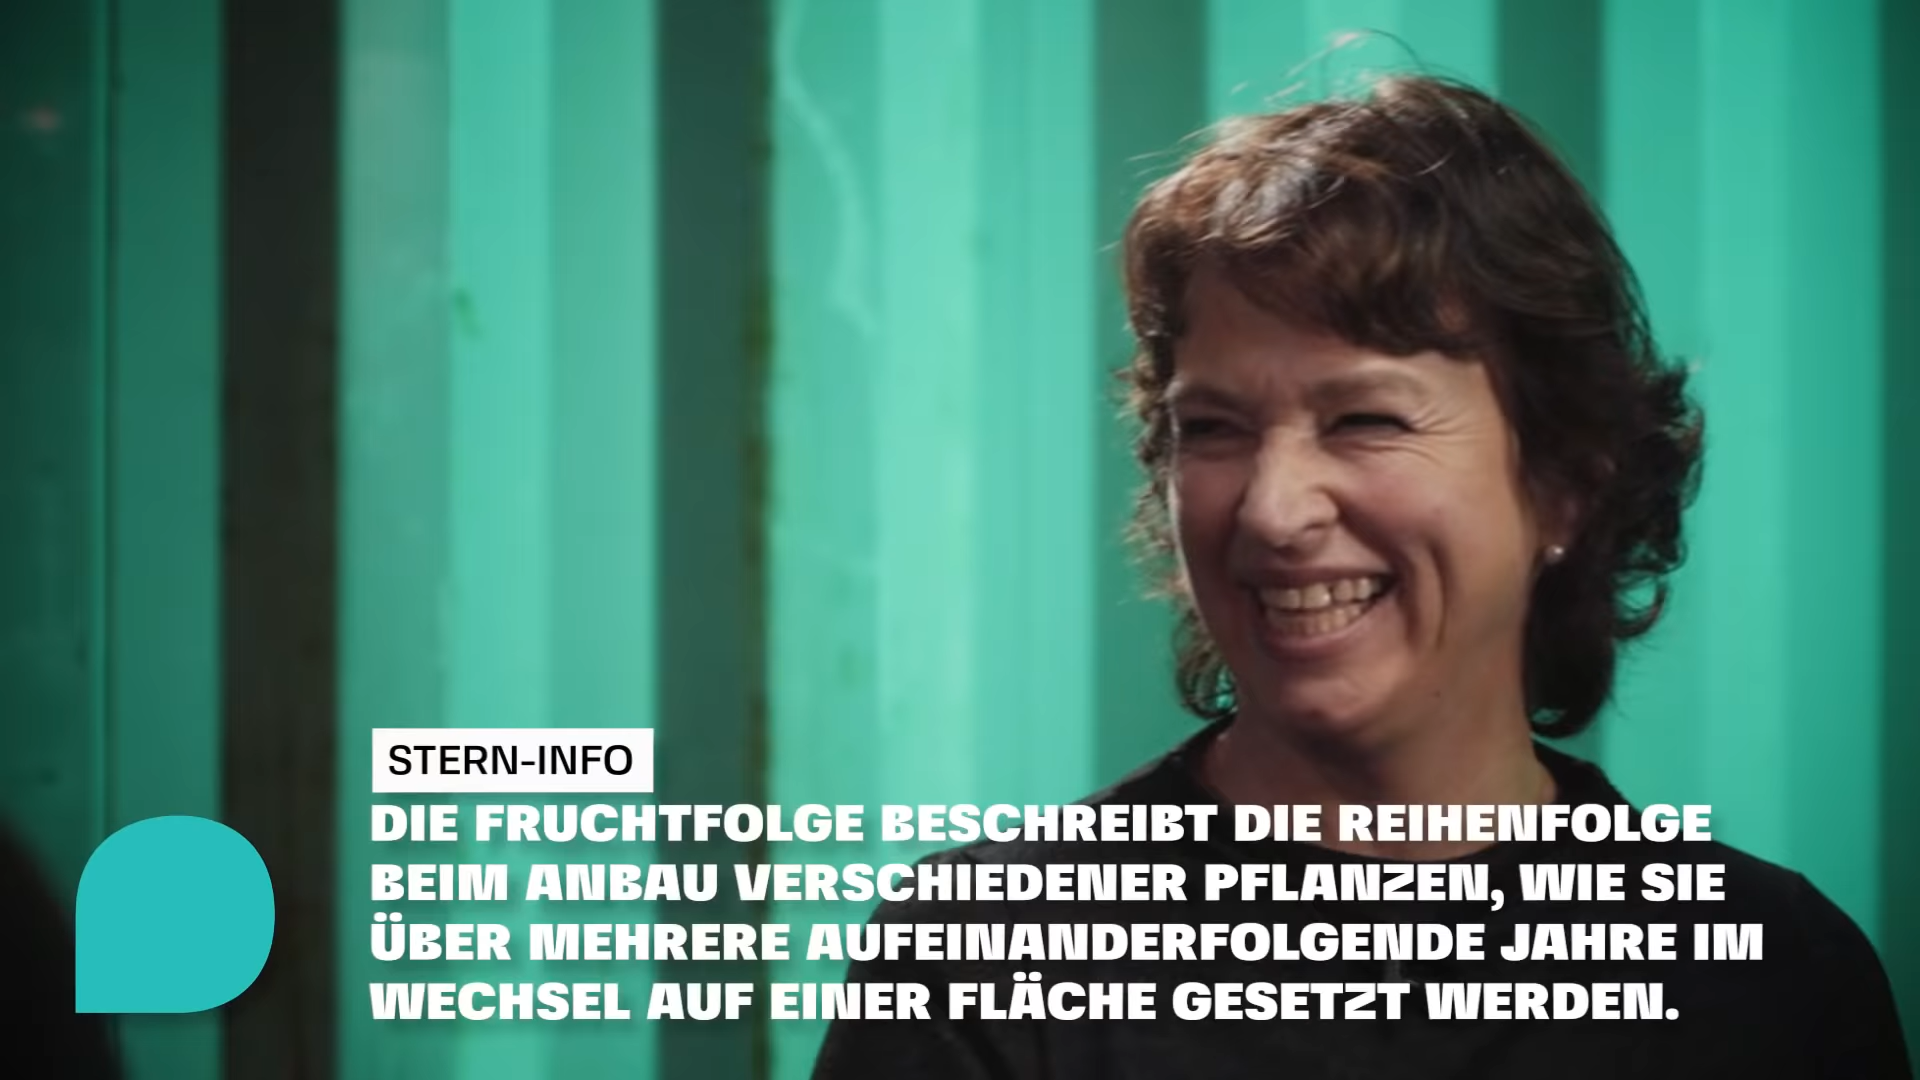 STERN-INFO
DIE FRUCHTFOLGE BESCHREIBT DIE REIHENFOLGE
BEIM ANBAU VERSCHIEDENER PFLANZEN, WIE SIE
ÜBER MEHRERE AUFEINANDERFOLGENDE JAHRE IM
WECHSEL AUF EINER FLÄCHE GESETZT WERDEN.